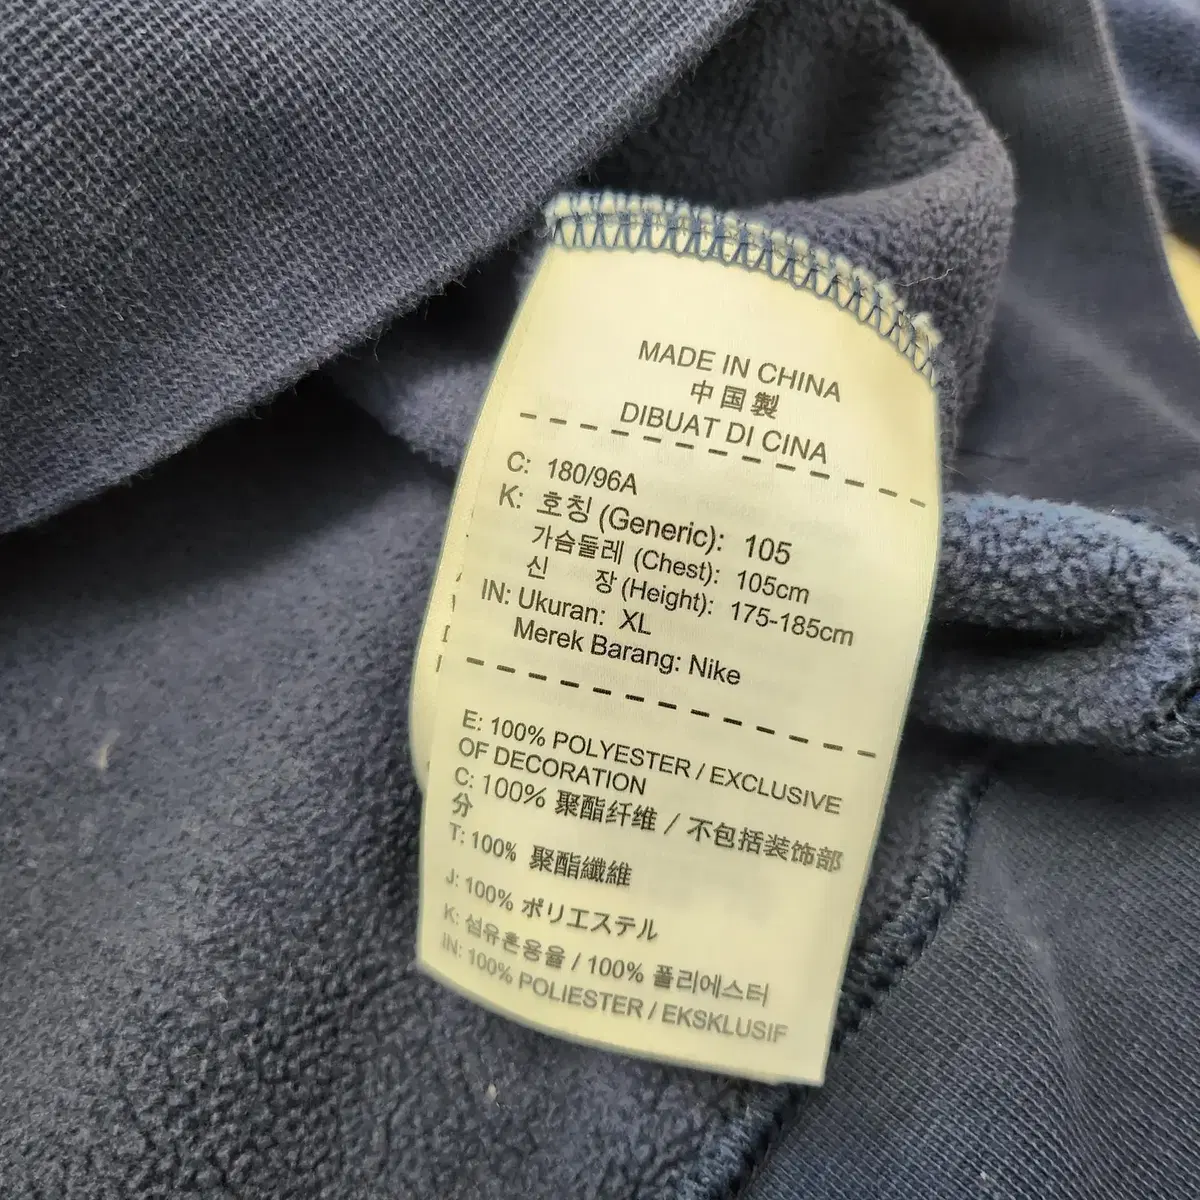 MADE IN CHINA
中国製
DIBUAT DI CINA
C: 180/96A
K: 호칭 (Generic): 105
가슴둘레 (Chest): 105cm
신 장 (Height): 175-185cm
IN: Ukuran: XL
Merek Barang: Nike
E: 100% POLYESTER / EXCLUSIVE
OF DECORATION
C: 100% 聚酯纤维 / 不包括装饰部
分
T: 100% 聚酯纖維
J: 100% ポリエステル
K: 섬유혼용율 / 100% 폴리에스터
IN: 100% POLIESTER / EKSKLUSIF